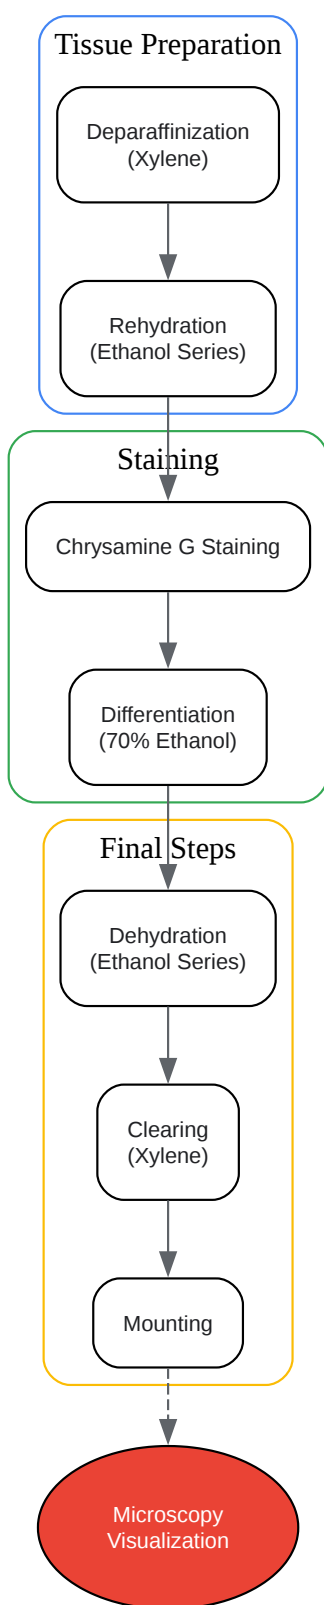 Tissue Preparation
Deparaffinization
(Xylene)
Rehydration
(Ethanol Series)
Staining
Chrysamine G Staining
Differentiation
(70% Ethanol)
Final Steps
Dehydration
(Ethanol Series)
Clearing
(Xylene)
Mounting
Microscopy
Visualization